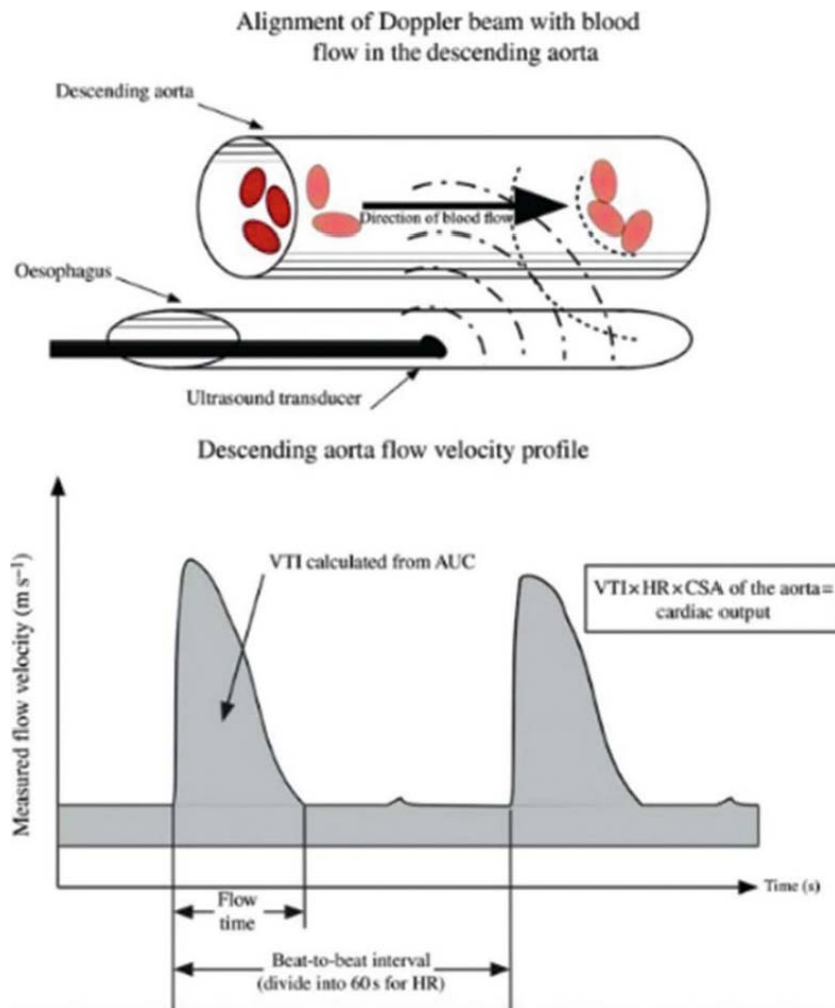 Alignment of Doppler beam with blood
flow in the descending aorta
Descending aorta
Direction of blood flow
Oesophagus
Ultrasound transducer
Descending aorta flow velocity profile
Measured flow velocity (m s⁻¹)
VTI calculated from AUC
VTI×HR×CSA of the aorta=
cardiac output
Time (s)
Flow
time
Beat-to-beat interval
(divide into 60 s for HR)